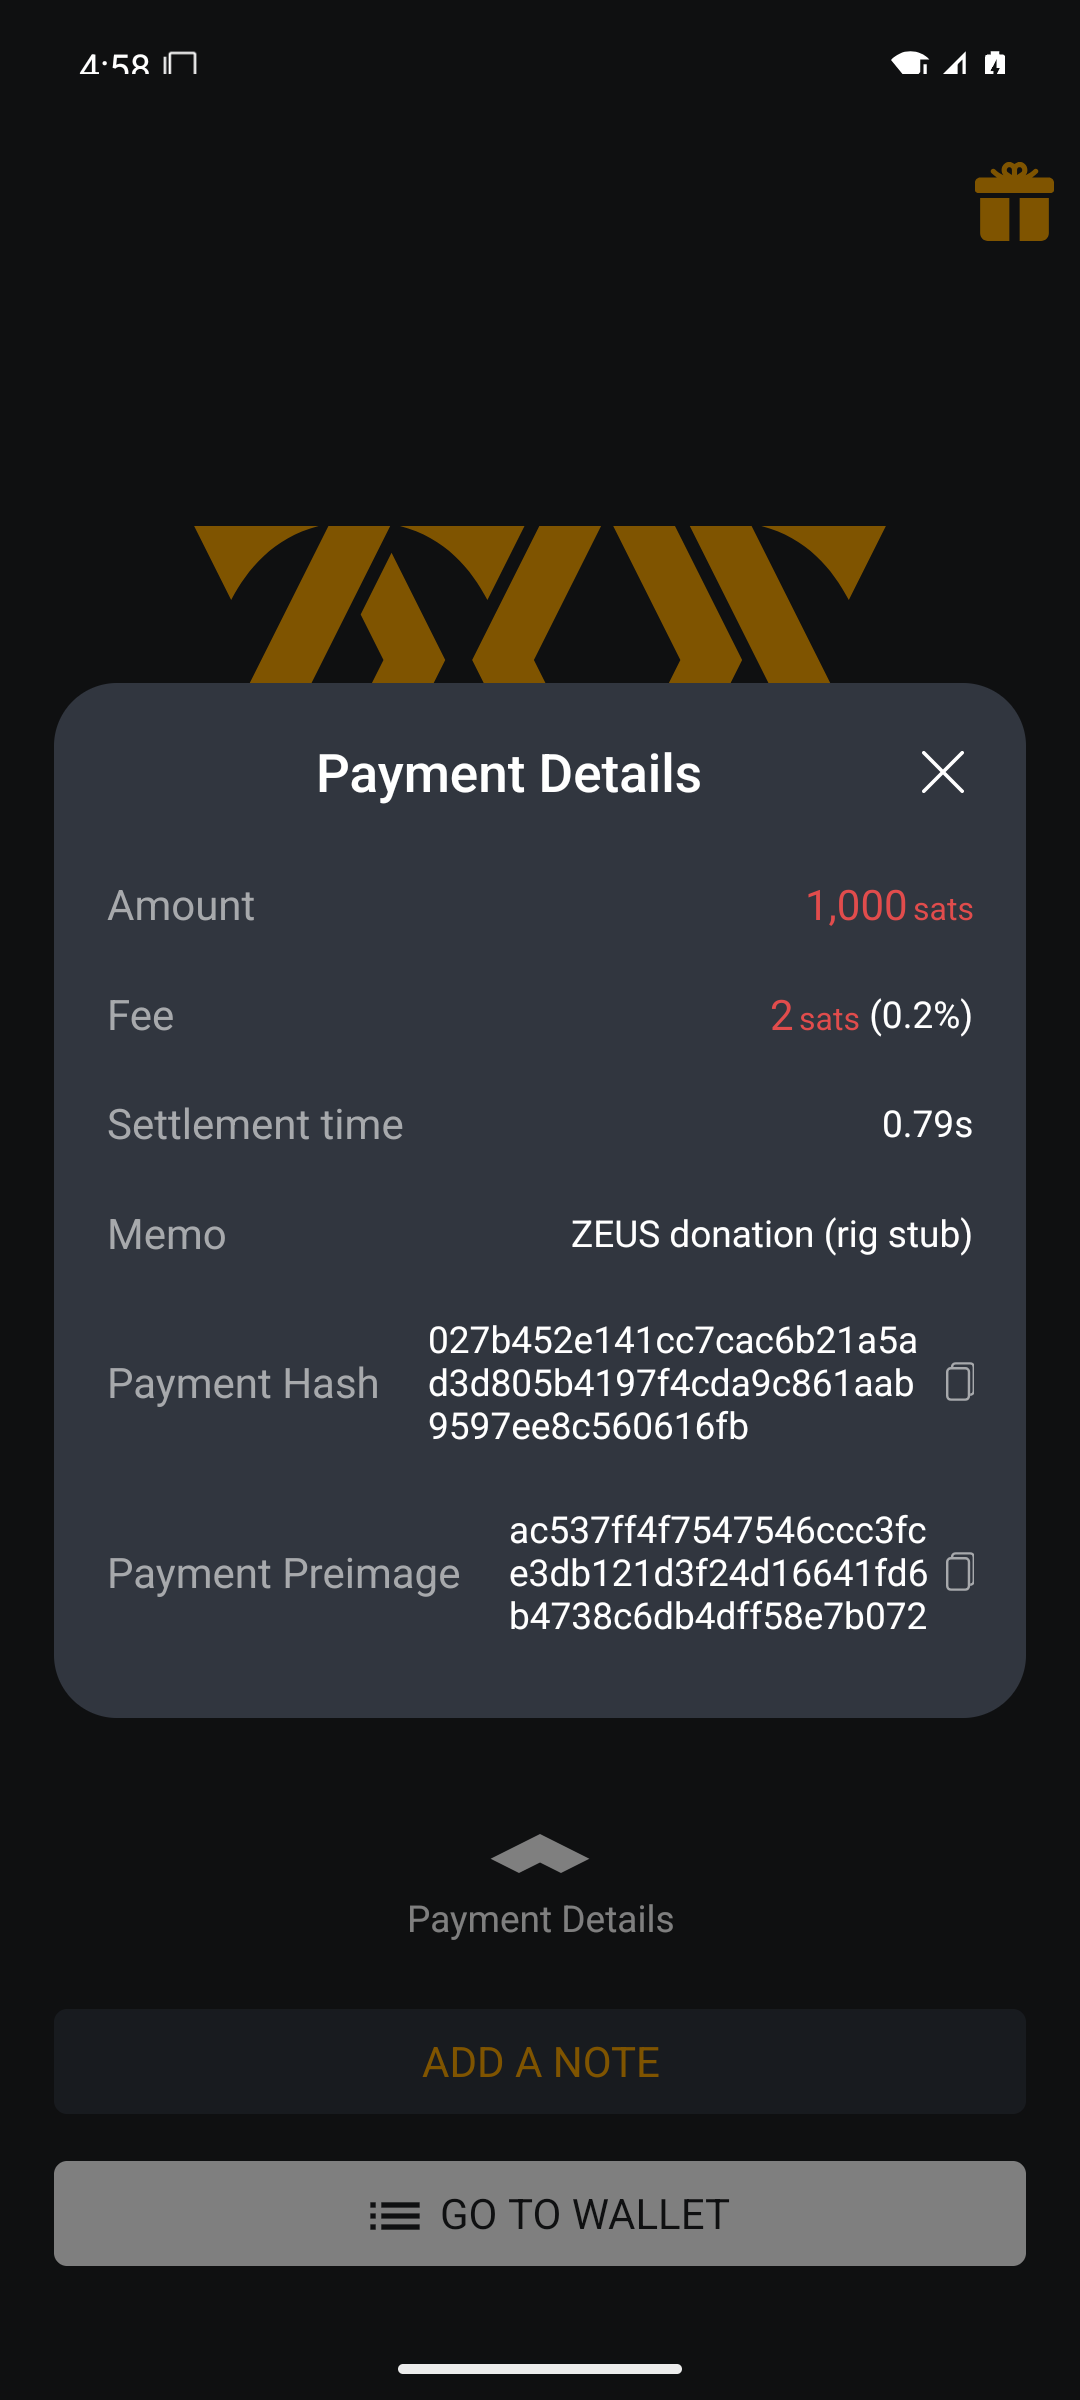 4:58
Payment Details
Amount
1,000 sats
Fee
2 sats (0.2%)
Settlement time
0.79s
Memo
ZEUS donation (rig stub)
Payment Hash
027b452e141cc7cac6b21a5a
d3d805b4197f4cda9c861aab
9597ee8c560616fb
Payment Preimage
ac537ff4f7547546ccc3fc
e3db121d3f24d16641fd6
b4738c6db4dff58e7b072
Payment Details
ADD A NOTE
GO TO WALLET